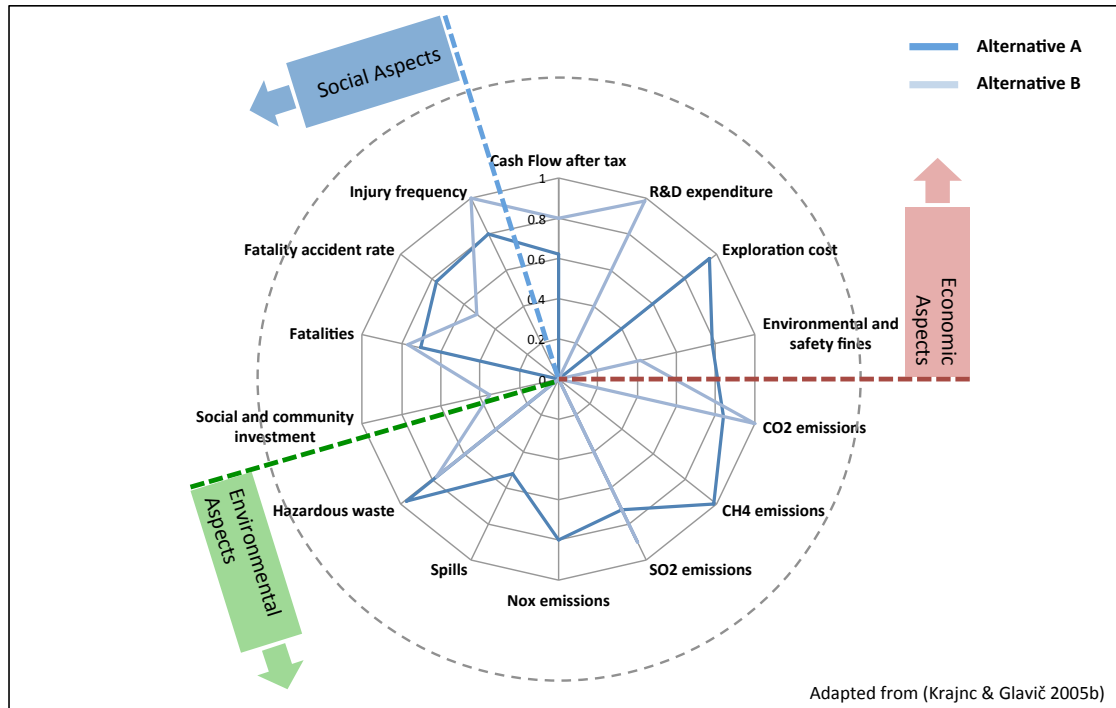 Social Aspects
Alternative A
Alternative B
Cash Flow after tax
Injury frequency
R&D expenditure
Fatality accident rate
Exploration cost
Economic
Aspects
Fatalities
Environmental and
safety fines
Social and community
investment
CO2 emissions
Environmental
Aspects
Hazardous waste
CH4 emissions
Spills
SO2 emissions
Nox emissions
1
0.8
0.6
0.4
0.2
0
Adapted from (Krajnc & Glavič 2005b)